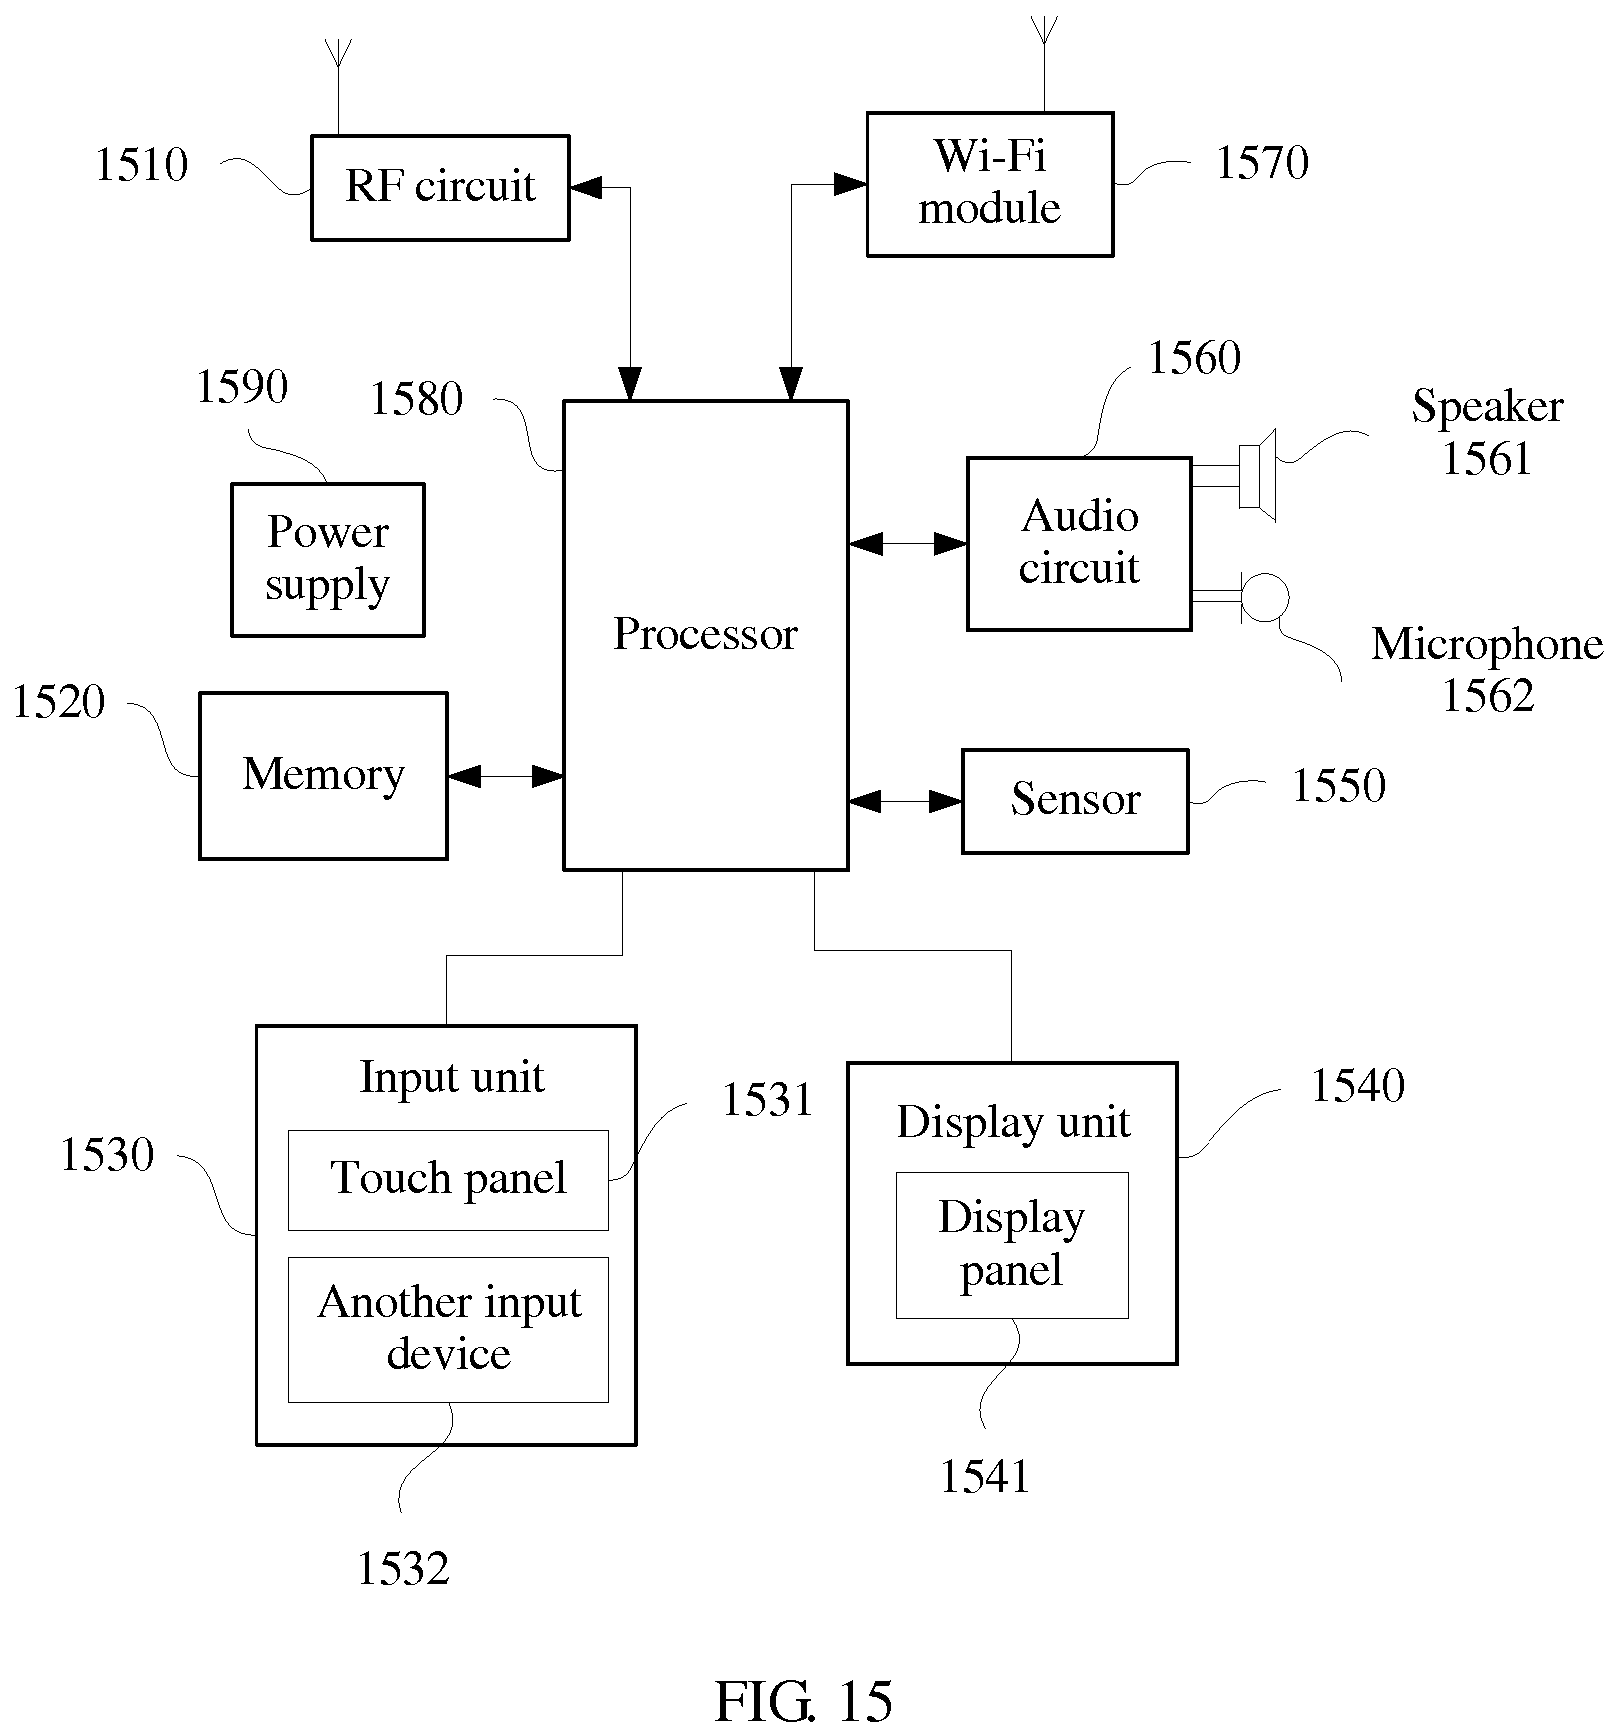 1510
RF circuit
Wi-Fi
module
1570
1590
1580
1560
Speaker
1561
Power
supply
Audio
circuit
Processor
Microphone
1562
1520
Memory
Sensor
1550
Input unit
1531
1530
Touch panel
Another input
device
1532
Display unit
1540
Display
panel
1541
FIG. 15